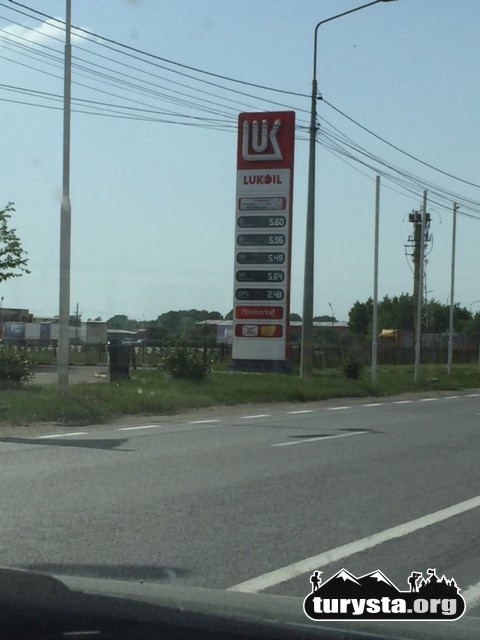 LUK
LUKOIL
5.60
5.96
5.49
5.64
2.48
Minimarket
turysta.org